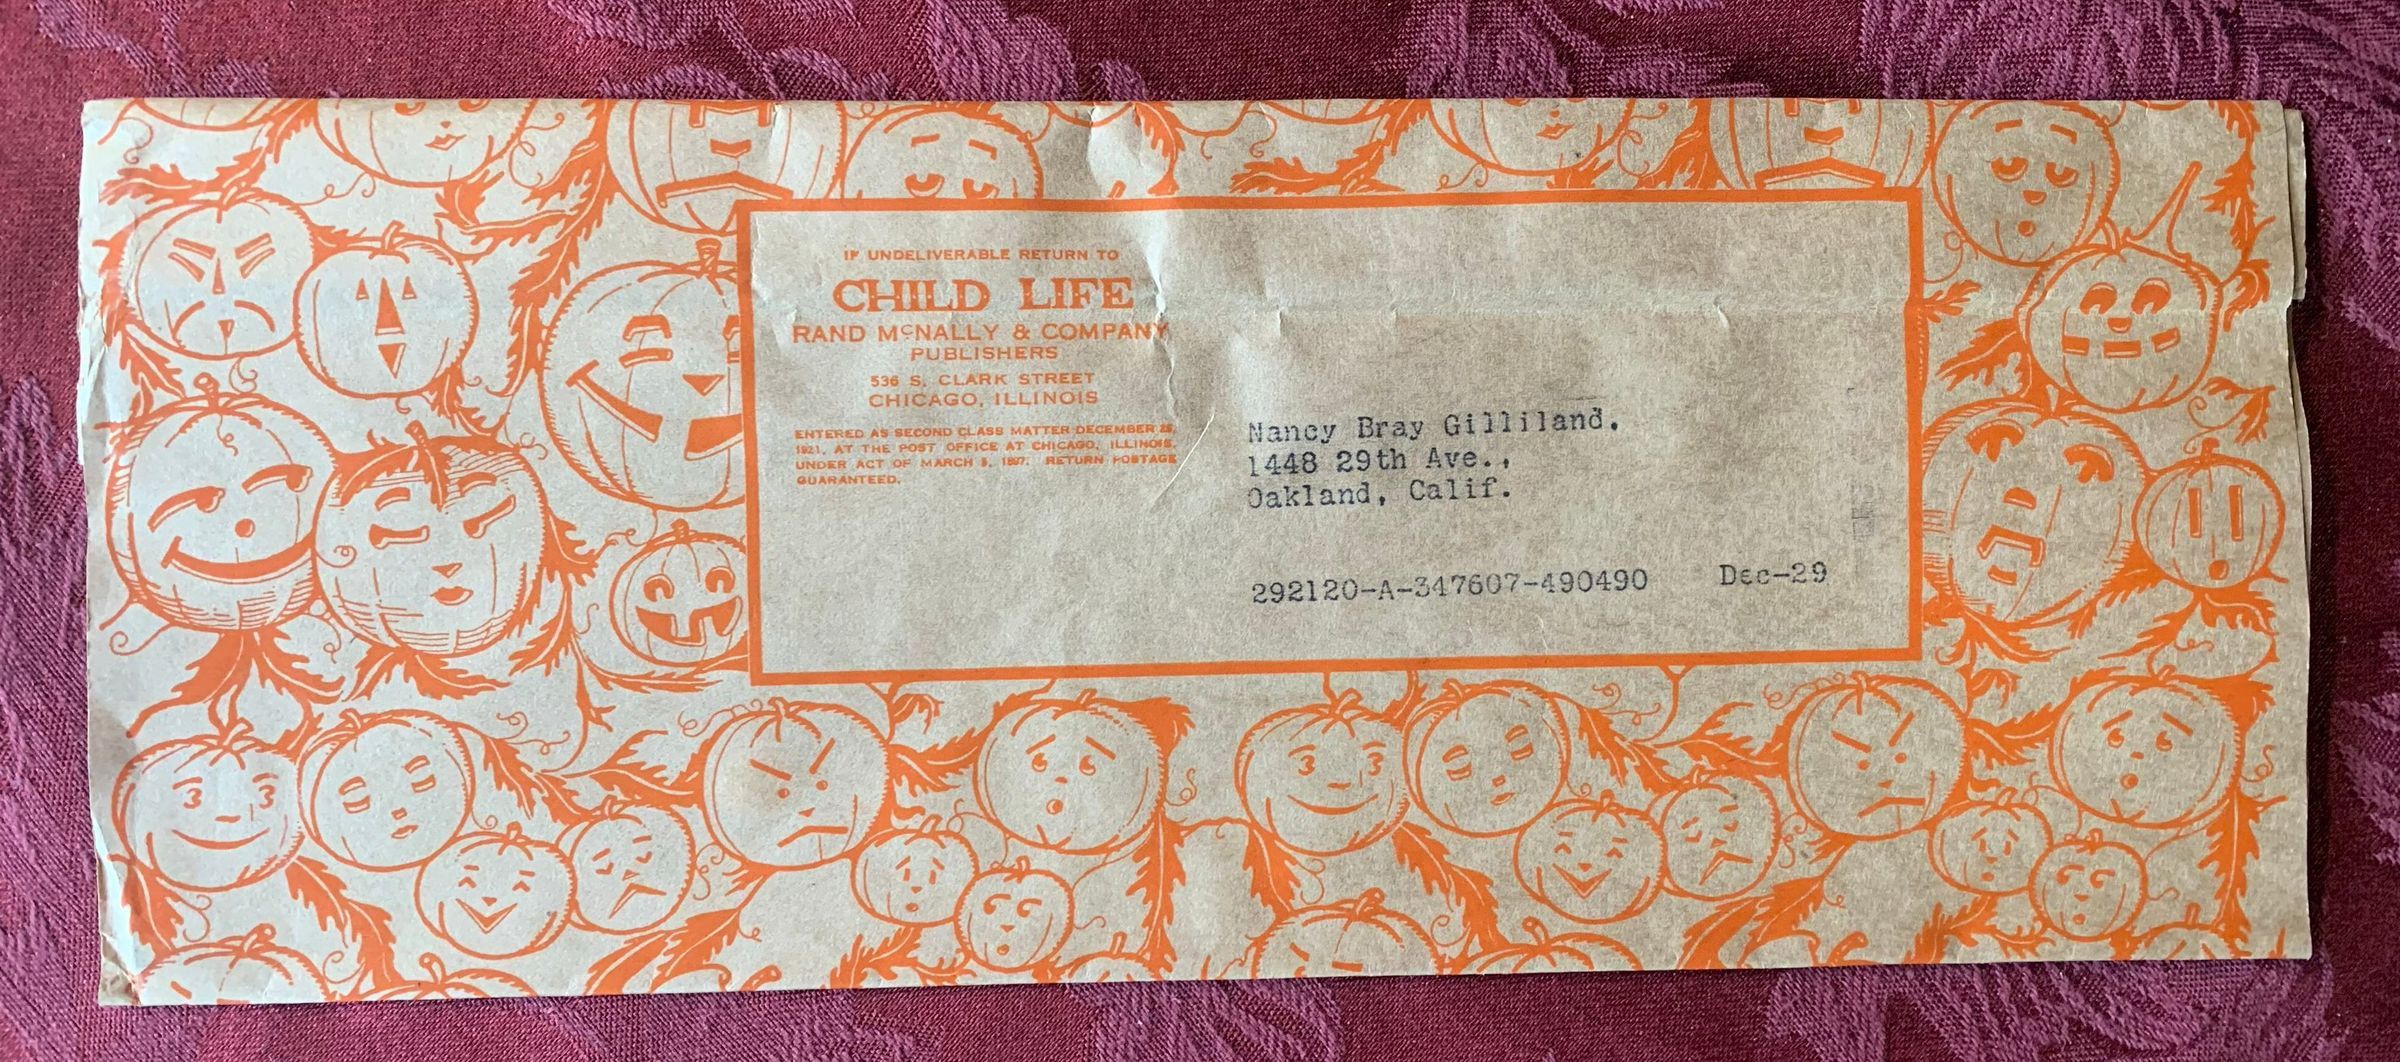 IF UNDELIVERABLE RETURN TO
CHILD LIFE
RAND McNALLY & COMPANY
PUBLISHERS
536 S. CLARK STREET
CHICAGO, ILLINOIS
ENTERED AS SECOND CLASS MATTER DECEMBER
1921, AT THE POST OFFICE AT CHICAGO, ILLINOIS,
UNDER ACT OF MARCH 3, 1897. RETURN POSTAGE
GUARANTEED.
Nancy Bray Gilliland.
1448 29th Ave.,
Oakland, Calif.
292120-A-347607-490490 Dec-29